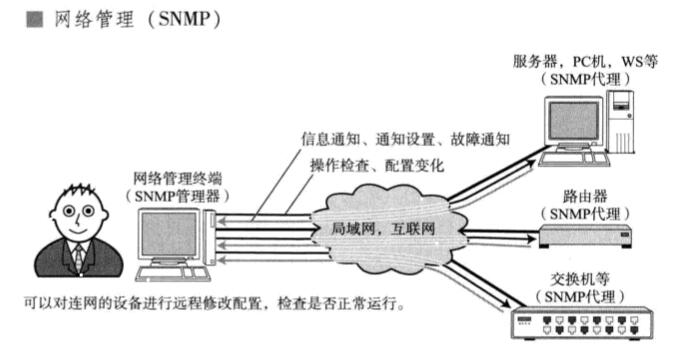 网络管理（SNMP）
服务器，PC机，WS等
（SNMP代理）
信息通知、通知设置、故障通知
操作检查、配置变化
网络管理终端
（SNMP管理器）
局域网，互联网
路由器
（SNMP代理）
交换机等
（SNMP代理）
可以对连网的设备进行远程修改配置，检查是否正常运行。